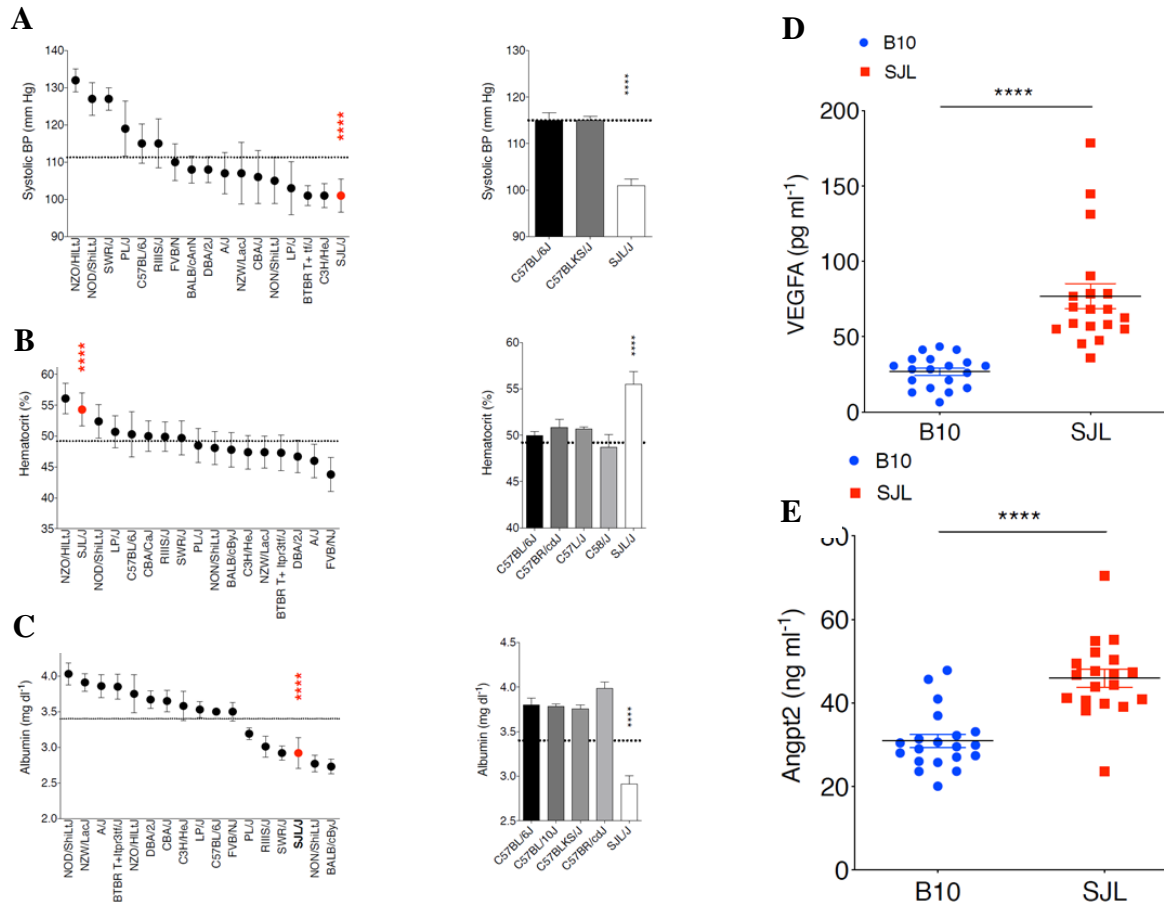 A
Systolic BP (mm Hg)
140
130
120
110
100
90
****
NZO/HILtJ
NOD/ShiLtJ
SWR/J
PL/J
C57BL/6J
RIIIS/J
FVB/N
BALB/cAnN
DBA/2J
A/J
NZW/LacJ
CBA/J
NON/ShiLtJ
LP/J
BTBR T+ tf/J
C3H/HeJ
SJL/J
Systolic BP (mm Hg)
130
120
110
100
90
****
C57BL/6J
C57BLKS/J
SJL/J
B
Hematocrit (%)
60
55
50
45
40
35
****
NZO/HILtJ
SJL/J
NOD/ShiLtJ
LP/J
C57BL/6J
CBA/CaJ
RIIIS/J
SWR/J
PL/J
NON/ShiLtJ
BALB/cByJ
C3H/HeJ
NZW/LacJ
BTBR T+ Itpr3tf/J
DBA/2J
A/J
FVB/NJ
Hematocrit (%)
60
55
50
45
40
****
C57BL/6J
C57BR/cdJ
C57L/J
C58/J
SJL/J
C
Albumin (mg dl-1)
4.0
3.5
3.0
2.5
2.0
****
NOD/ShiLtJ
NZW/LacJ
A/J
BTBR T+Itpr3tf/J
NZO/HILtJ
DBA/2J
CBA/J
C3H/HeJ
LP/J
C57BL/6J
FVB/NJ
PL/J
RIIIS/J
SWR/J
SJL/J
NON/ShiLtJ
BALB/cByJ
Albumin (mg dl-1)
4.5
4.0
3.5
3.0
2.5
****
C57BL/6J
C57BL/10J
C57BLKS/J
C57BR/cdJ
SJL/J
D
B10
SJL
****
VEGFA (pg ml-1)
200
150
100
50
0
B10
SJL
E
B10
SJL
****
Angpt2 (ng ml-1)
60
40
20
0
B10
SJL